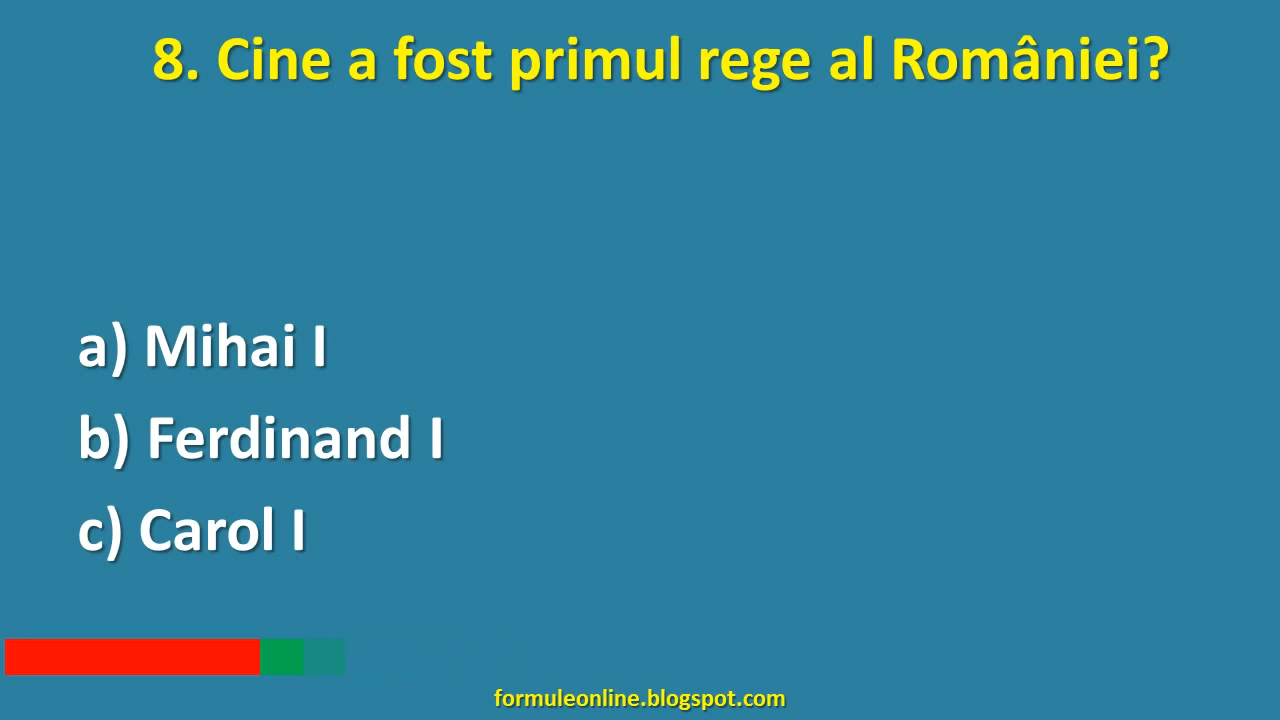 8. Cine a fost primul rege al României?
a) Mihai I
b) Ferdinand I
c) Carol I
formuleonline.blogspot.com